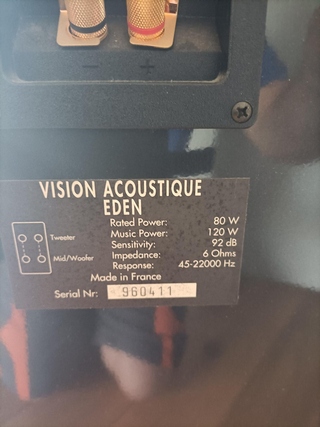 - +
VISION ACOUSTIQUE
EDEN
Rated Power: 80 W
Music Power: 120 W
Sensitivity: 92 dB
Impedance: 6 Ohms
Response: 45-22000 Hz
Tweeter
Mid/Woofer
Made in France
Serial Nr: 960411